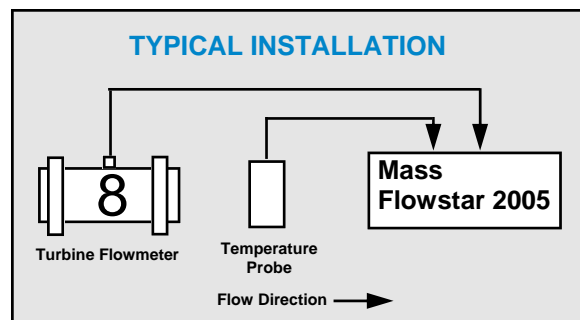 TYPICAL INSTALLATION
8
Mass
Flowstar 2005
Turbine Flowmeter
Temperature
Probe
Flow Direction